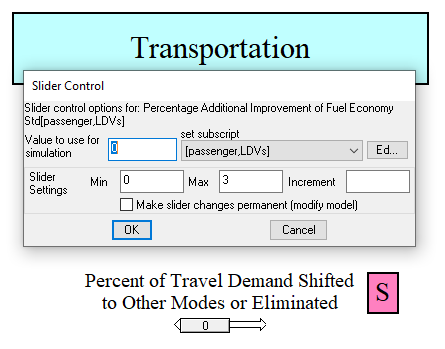 Transportation
Slider Control
Slider control options for: Percentage Additional Improvement of Fuel Economy
Std[passenger,LDVs]
Value to use for
simulation
0
set subscript
[passenger,LDVs]
Ed...
Slider
Settings
Min
0
Max
3
Increment
Make slider changes permanent (modify model)
OK
Cancel
Percent of Travel Demand Shifted
to Other Modes or Eliminated
S
0